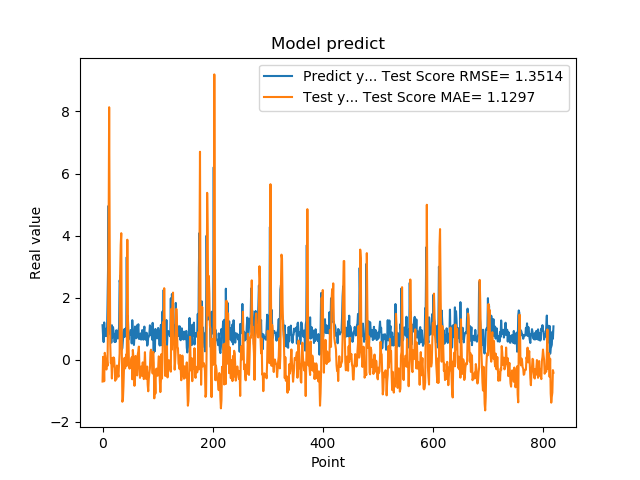 Model predict
Predict y... Test Score RMSE= 1.3514
Test y... Test Score MAE= 1.1297
Real value
8
6
4
2
0
−2
0 200 400 600 800
Point